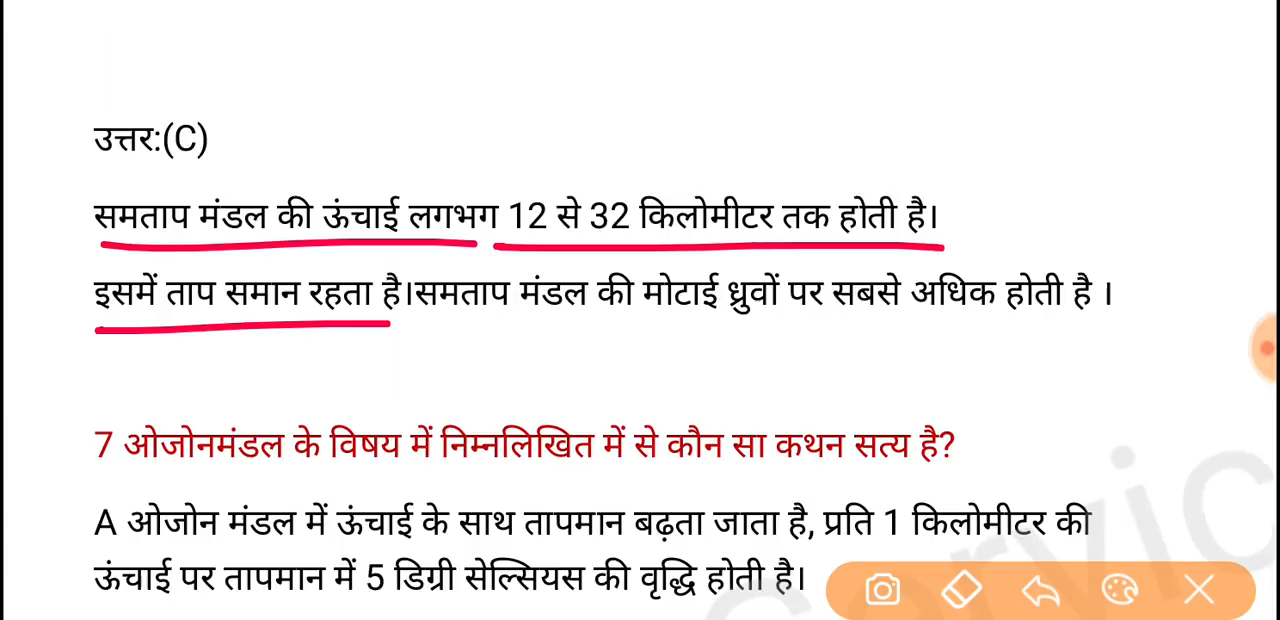 उत्तर:(C)
समताप मंडल की ऊंचाई लगभग 12 से 32 किलोमीटर तक होती है।
इसमें ताप समान रहता है।समताप मंडल की मोटाई ध्रुवों पर सबसे अधिक होती है ।
7 ओजोनमंडल के विषय में निम्नलिखित में से कौन सा कथन सत्य है?
A ओजोन मंडल में ऊंचाई के साथ तापमान बढ़ता जाता है, प्रति 1 किलोमीटर की
ऊंचाई पर तापमान में 5 डिग्री सेल्सियस की वृद्धि होती है।